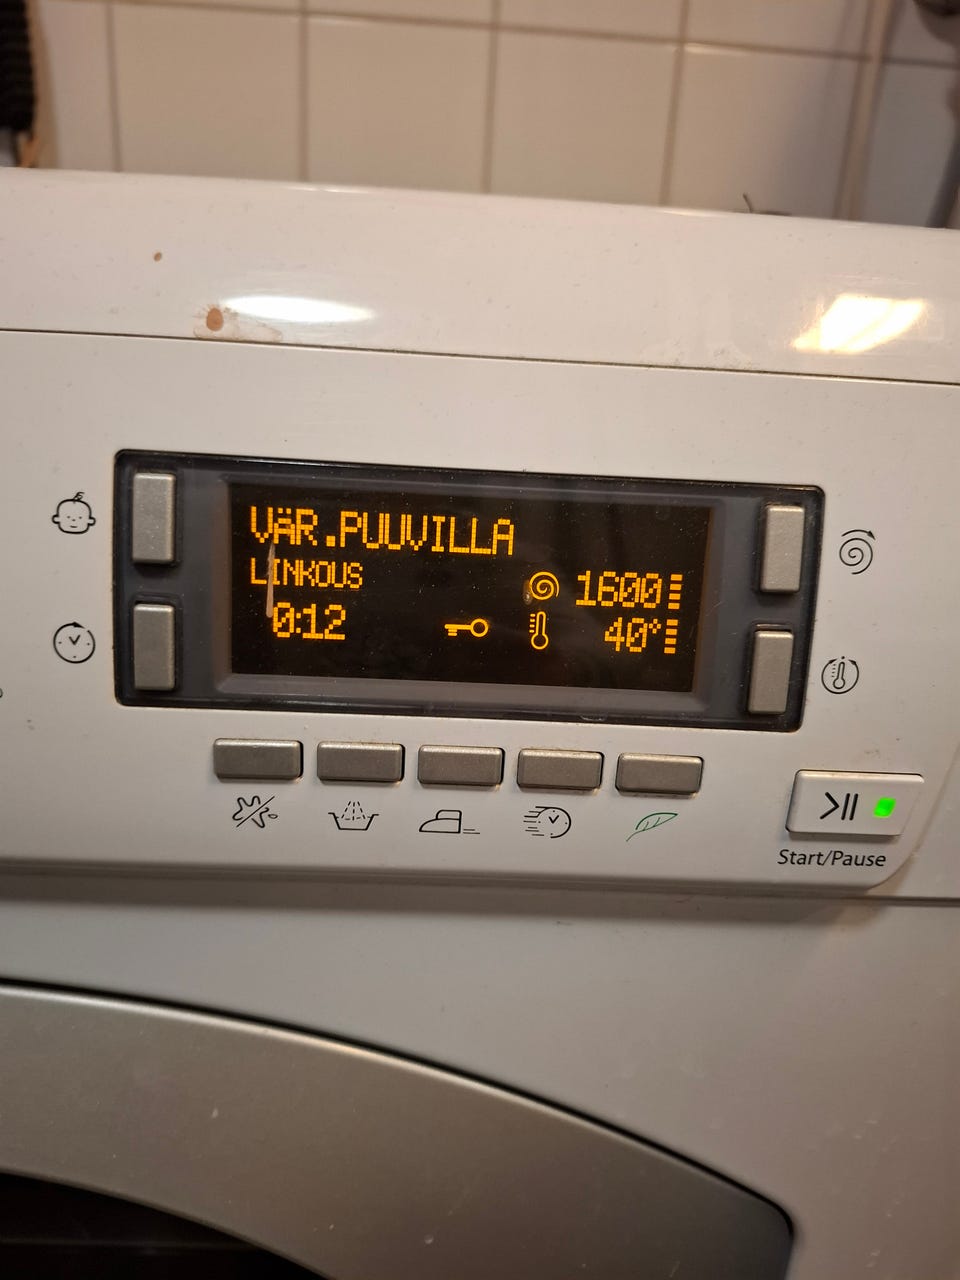 VÄR.PUUVILLA
LINKOUS
1600
0:12
40°
Start/Pause